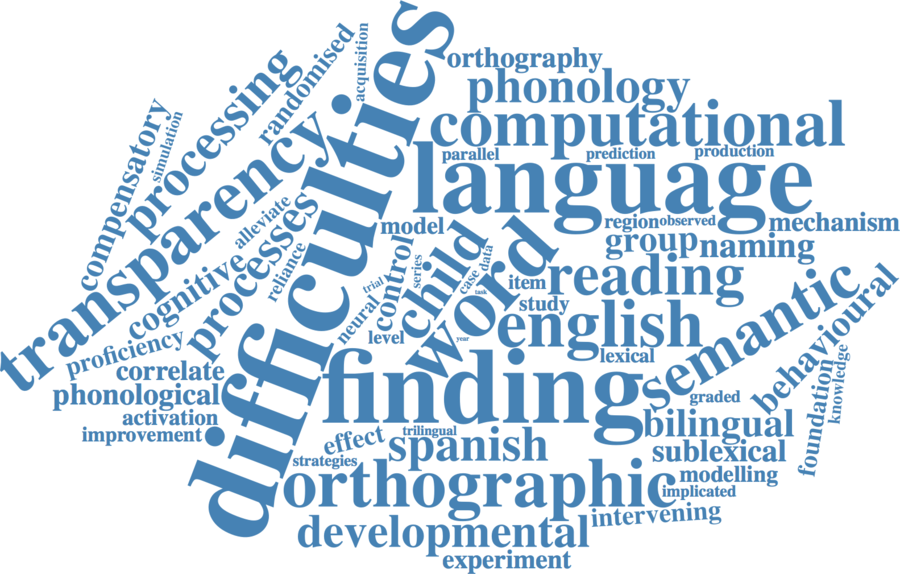 difficulties
orthography
phonology
computational
parallel
prediction
production
language
region
observed
mechanism
group
naming
reading
item
study
english
lexical
semantic
behavioural
graded
foundation
knowledge
bilingual
sublexical
modelling
implicated
intervening
finding
word
child
control
model
series
case
data
task
year
trial
neural
level
effect
trilingual
spanish
strategies
orthographic
developmental
experiment
acquisition
randomised
processing
simulation
compensatory
transparency
alleviate
processes
reliance
cognitive
proficiency
correlate
phonological
activation
improvement